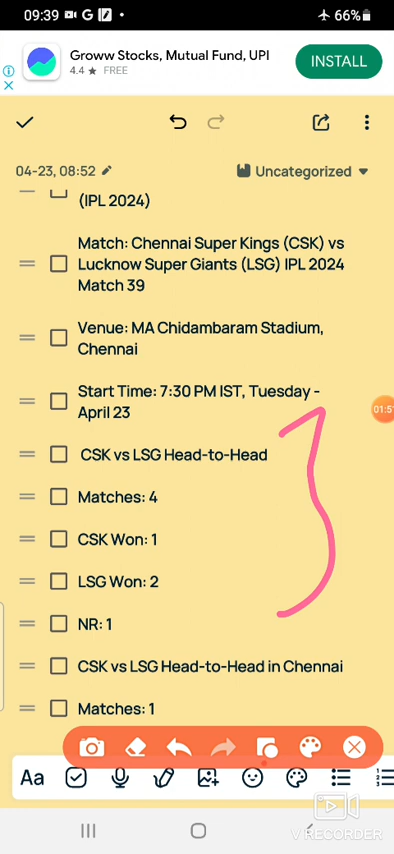 09:39
66%
Groww Stocks, Mutual Fund, UPI
4.4 ★ FREE
INSTALL
04-23, 08:52
Uncategorized
(IPL 2024)
Match: Chennai Super Kings (CSK) vs
Lucknow Super Giants (LSG) IPL 2024
Match 39
Venue: MA Chidambaram Stadium,
Chennai
Start Time: 7:30 PM IST, Tuesday -
April 23
CSK vs LSG Head-to-Head
Matches: 4
CSK Won: 1
LSG Won: 2
NR: 1
CSK vs LSG Head-to-Head in Chennai
Matches: 1
Aa
V RECORDER